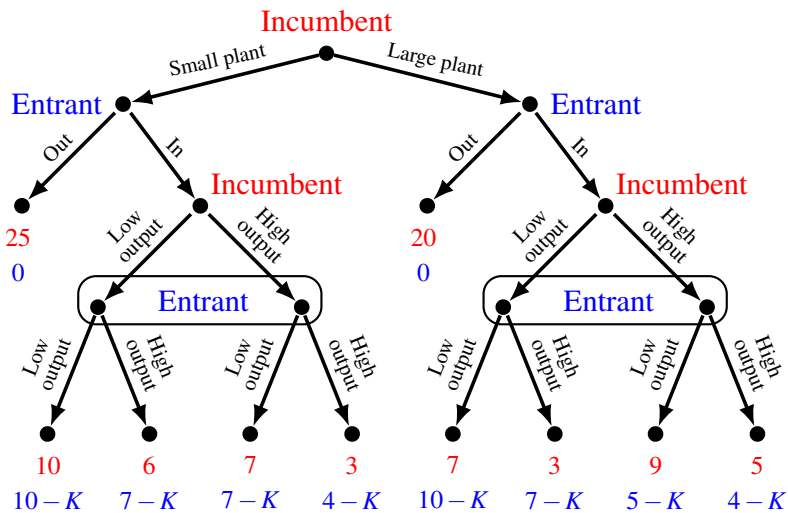 Incumbent
Small plant
Large plant
Entrant
Entrant
Out
In
Out
In
Incumbent
Incumbent
25
0
20
0
Low
output
High
output
Low
output
High
output
Entrant
Entrant
Low
output
High
output
Low
output
High
output
Low
output
High
output
Low
output
High
output
10 6 7 3 7 3 9 5
10 − K 7 − K 7 − K 4 − K 10 − K 7 − K 5 − K 4 − K